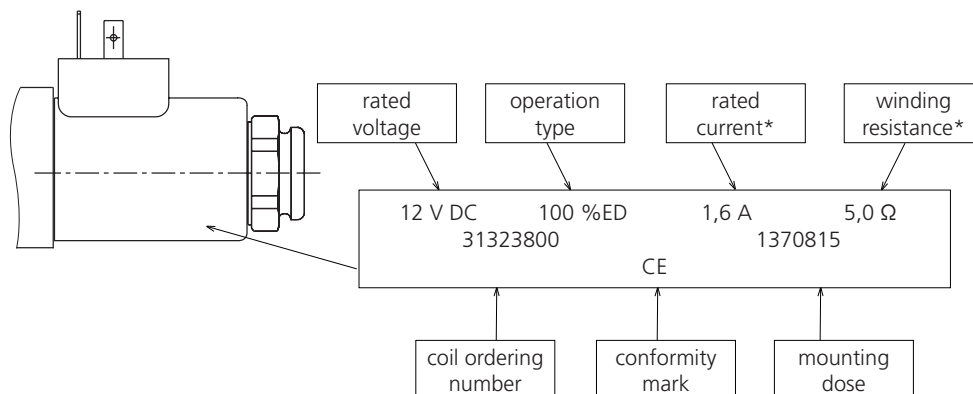 rated
voltage
operation
type
rated
current*
winding
resistance*
12 V DC 100 %ED 1,6 A 5,0 Ω
31323800 1370815
CE
coil ordering
number
conformity
mark
mounting
dose